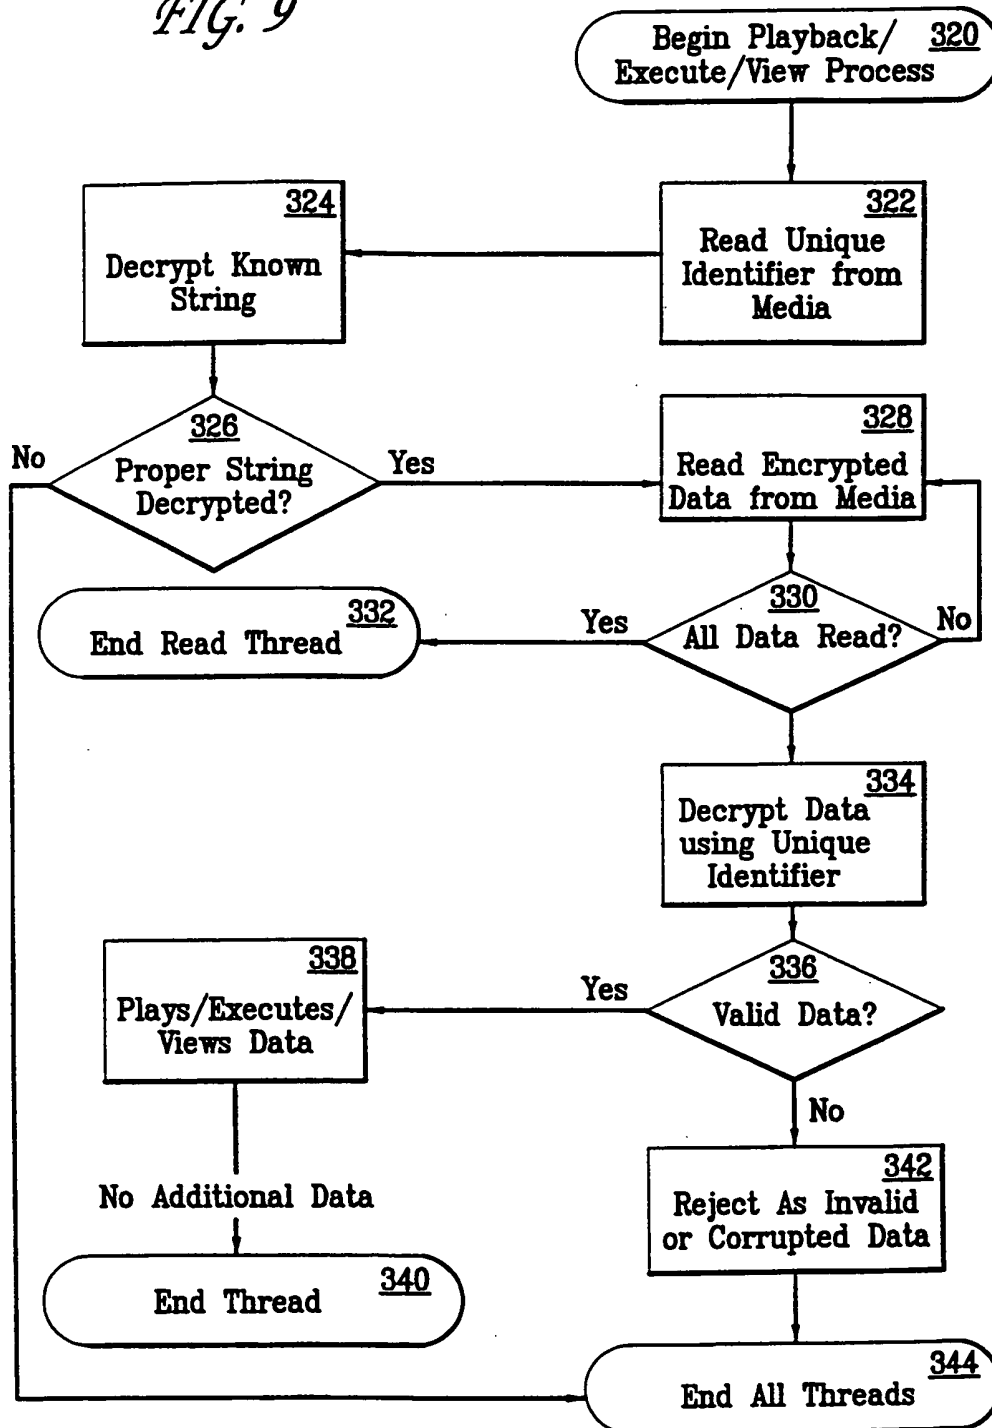 FIG. 9
Begin Playback/ 320
Execute/View Process
324
Decrypt Known
String
322
Read Unique
Identifier from
Media
326
Proper String
Decrypted?
No
Yes
328
Read Encrypted
Data from Media
330
All Data Read?
Yes
No
332
End Read Thread
334
Decrypt Data
using Unique
Identifier
336
Valid Data?
Yes
No
338
Plays/Executes/
Views Data
No Additional Data
340
End Thread
342
Reject As Invalid
or Corrupted Data
344
End All Threads